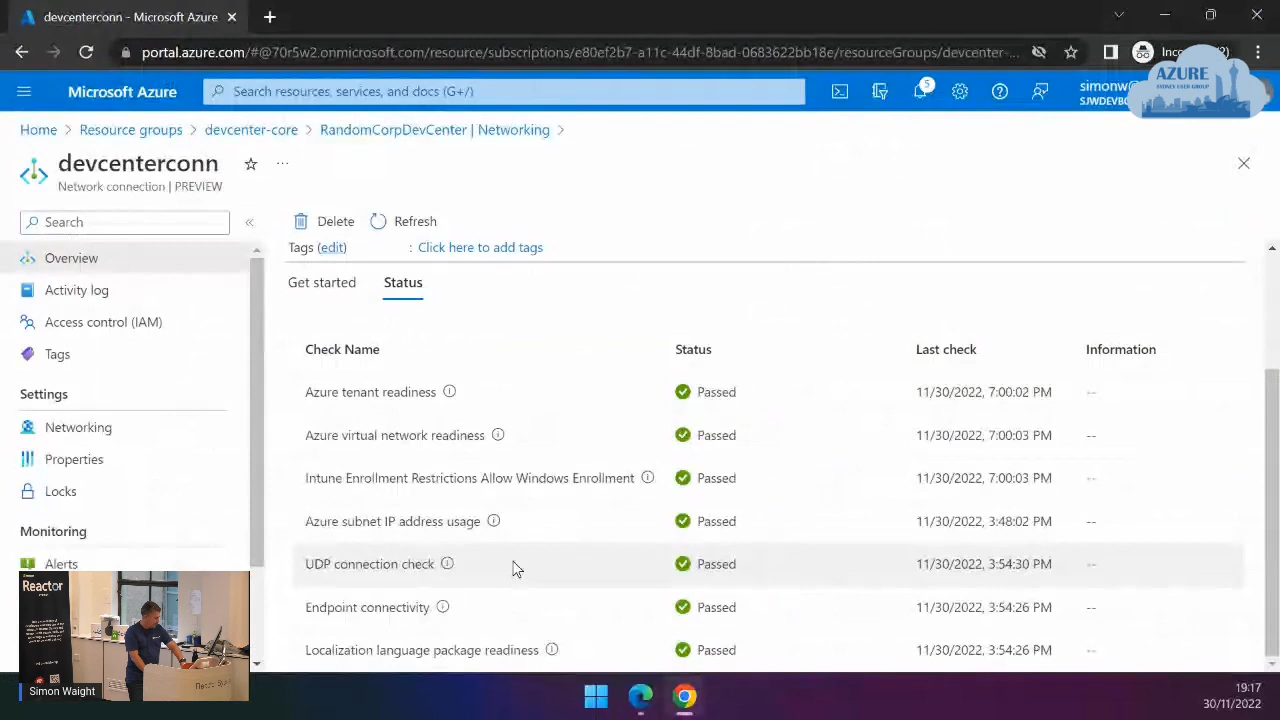 devcenterconn - Microsoft Azure
portal.azure.com/#@70r5w2.onmicrosoft.com/resource/subscriptions/e80ef2b7-a11c-44df-8bad-0683622bb18e/resourceGroups/devcenter-...
Microsoft Azure
Search resources, services, and docs (G+/)
5
AZURE
SYDNEY USER GROUP
Home > Resource groups > devcenter-core > RandomCorpDevCenter | Networking >
devcenterconn
...
Network connection | PREVIEW
Search
«
Delete
Refresh
Tags (edit) : Click here to add tags
Get started
Status
Overview
Activity log
Access control (IAM)
Tags
Settings
Networking
Properties
Locks
Monitoring
Alerts
Check Name Status Last check Information
Azure tenant readiness Passed 11/30/2022, 7:00:02 PM --
Azure virtual network readiness Passed 11/30/2022, 7:00:03 PM --
Intune Enrollment Restrictions Allow Windows Enrollment Passed 11/30/2022, 7:00:03 PM --
Azure subnet IP address usage Passed 11/30/2022, 3:48:02 PM --
UDP connection check Passed 11/30/2022, 3:54:30 PM --
Endpoint connectivity Passed 11/30/2022, 3:54:26 PM --
Localization language package readiness Passed 11/30/2022, 3:54:26 PM --
Reactor
Simon Waight
19:17
30/11/2022